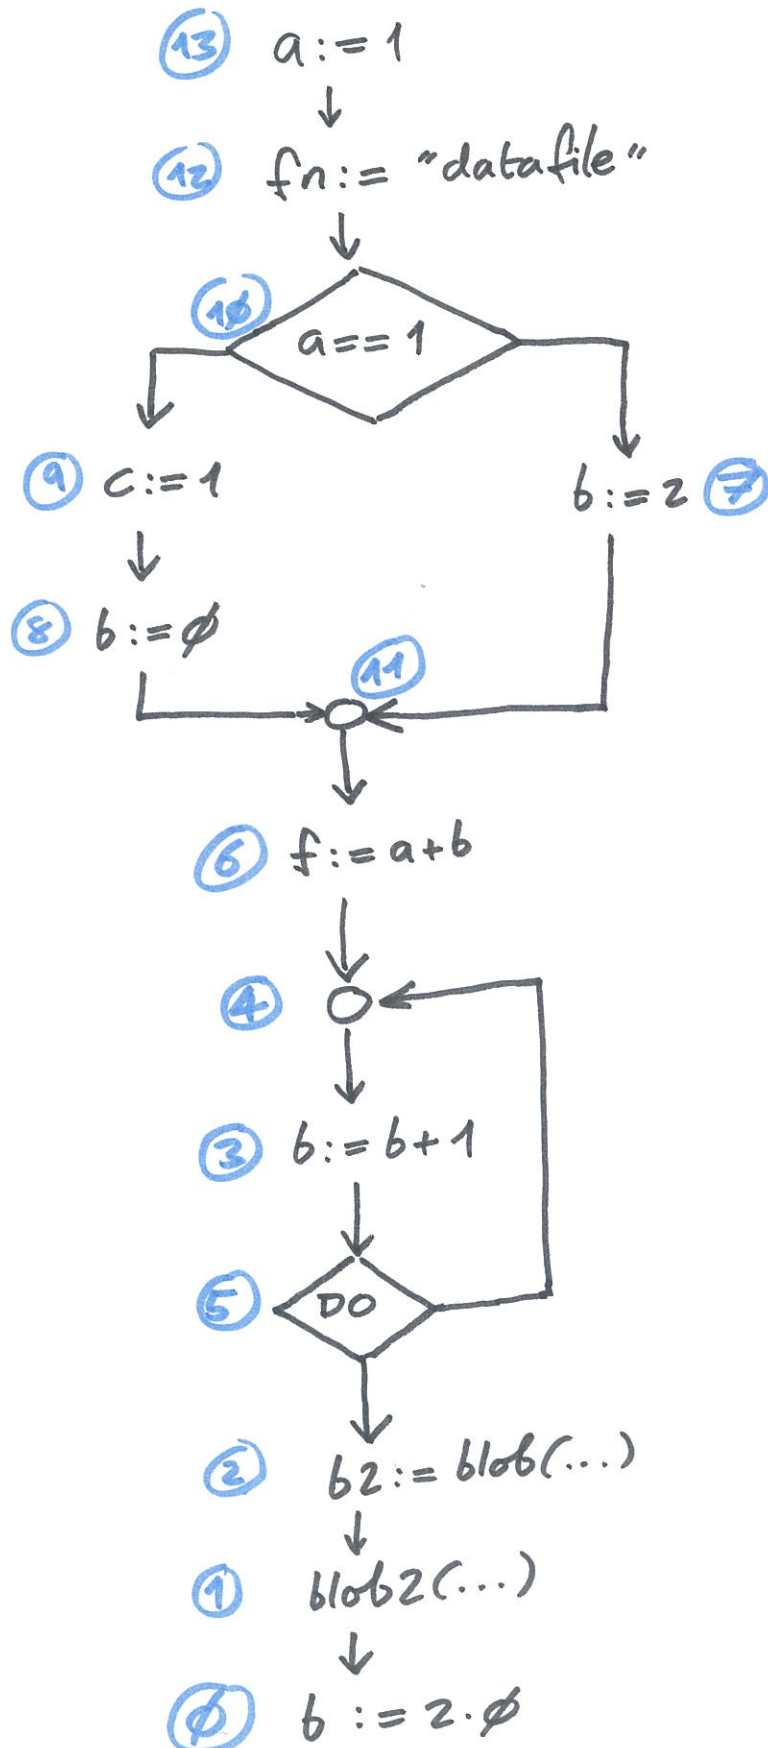 13 a := 1
12 fn := "datafile"
1∅
a == 1
9 c := 1
b := 2 7
8 b := ∅
11
6 f := a + b
4
3 b := b + 1
5 DO
2 b2 := blob(...)
1 blob2(...)
∅ b := 2.∅